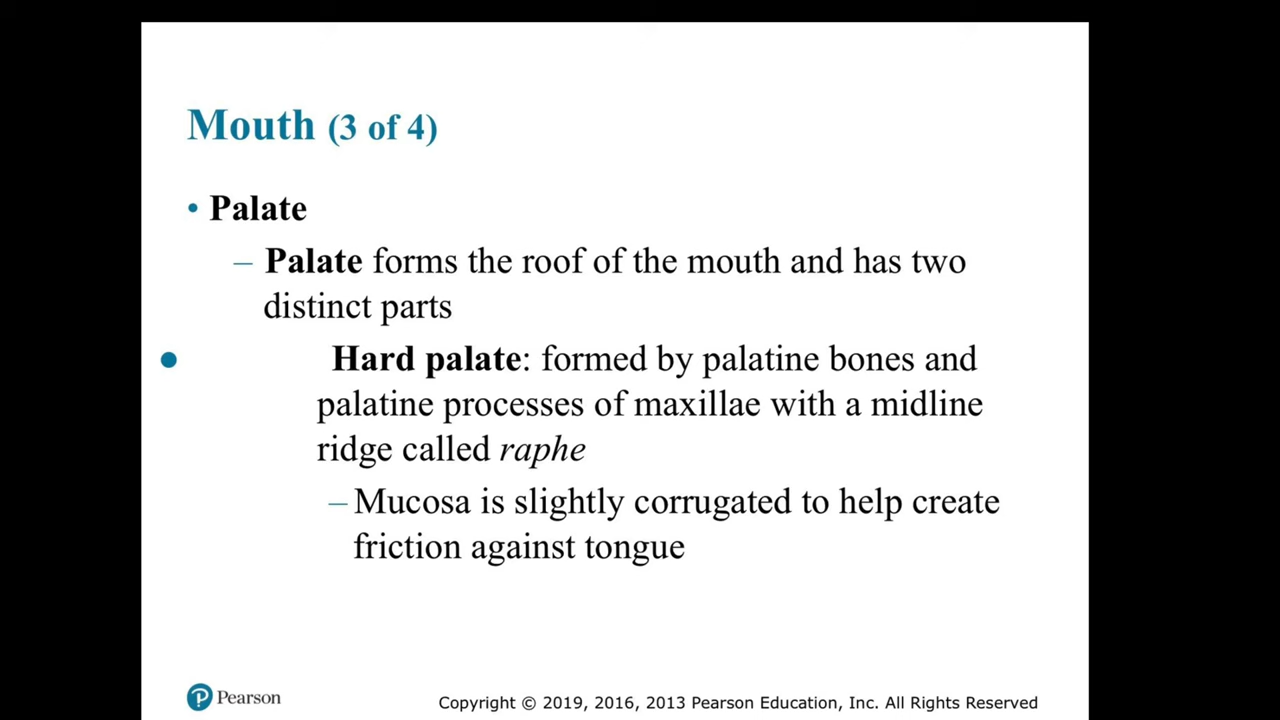 Mouth (3 of 4)
• Palate
– Palate forms the roof of the mouth and has two
distinct parts
• Hard palate: formed by palatine bones and
palatine processes of maxillae with a midline
ridge called raphe
– Mucosa is slightly corrugated to help create
friction against tongue
P Pearson
Copyright © 2019, 2016, 2013 Pearson Education, Inc. All Rights Reserved